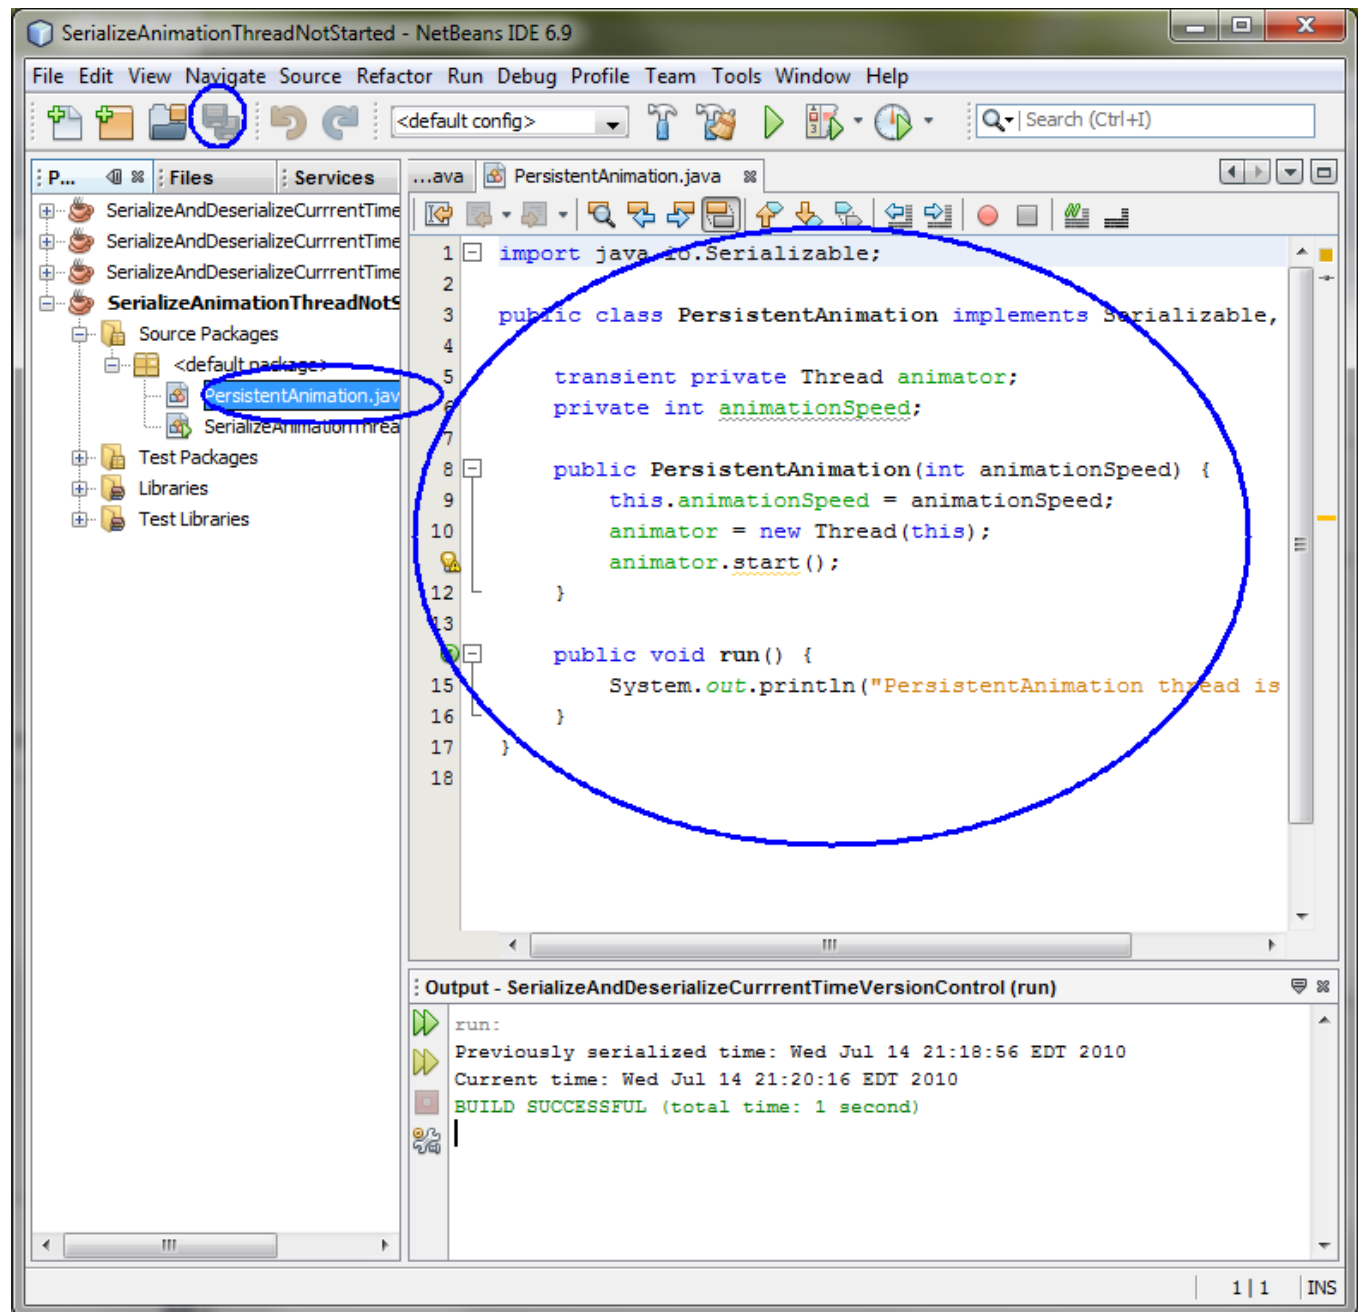 SerializeAnimationThreadNotStarted - NetBeans IDE 6.9
File Edit View Navigate Source Refactor Run Debug Profile Team Tools Window Help
<default config>
Search (Ctrl+I)
P... Files Services
SerializeAndDeserializeCurrrentTime
SerializeAndDeserializeCurrrentTime
SerializeAndDeserializeCurrrentTime
SerializeAnimationThreadNotS
Source Packages
<default package>
PersistentAnimation.jav
SerializeAnimationThrea
Test Packages
Libraries
Test Libraries
...ava PersistentAnimation.java
1 import java.io.Serializable;
2
3 public class PersistentAnimation implements Serializable,
4
5 transient private Thread animator;
6 private int animationSpeed;
7
8 public PersistentAnimation(int animationSpeed) {
9 this.animationSpeed = animationSpeed;
10 animator = new Thread(this);
animator.start();
12 }
13
public void run() {
15 System.out.println("PersistentAnimation thread is
16 }
17 }
18
Output - SerializeAndDeserializeCurrrentTimeVersionControl (run)
run:
Previously serialized time: Wed Jul 14 21:18:56 EDT 2010
Current time: Wed Jul 14 21:20:16 EDT 2010
BUILD SUCCESSFUL (total time: 1 second)
1 | 1 INS